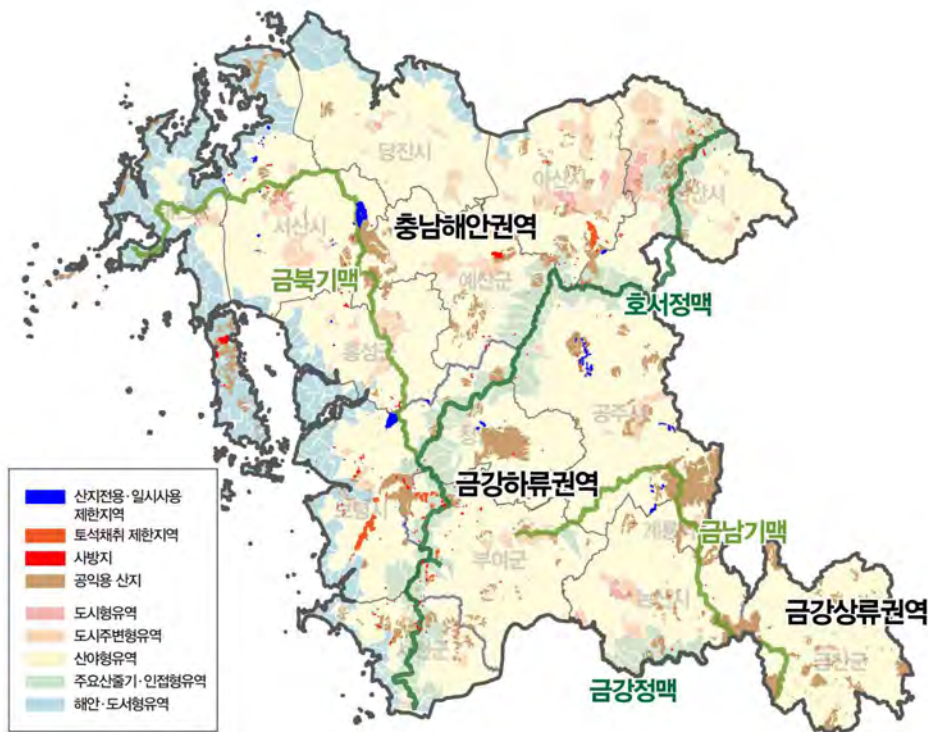 당진시
아산시
서산시
충남해안권역
금북기맥
예산군
호서정맥
홍성군
공주시
금강하류권역
보령시
금남기맥
부여군
논산시
금강상류권역
금산군
금강정맥
산지전용·일시사용
제한지역
토석채취 제한지역
사방지
공익용 산지
도시형유역
도시주변형유역
산야형유역
주요산줄기·인접형유역
해안·도서형유역